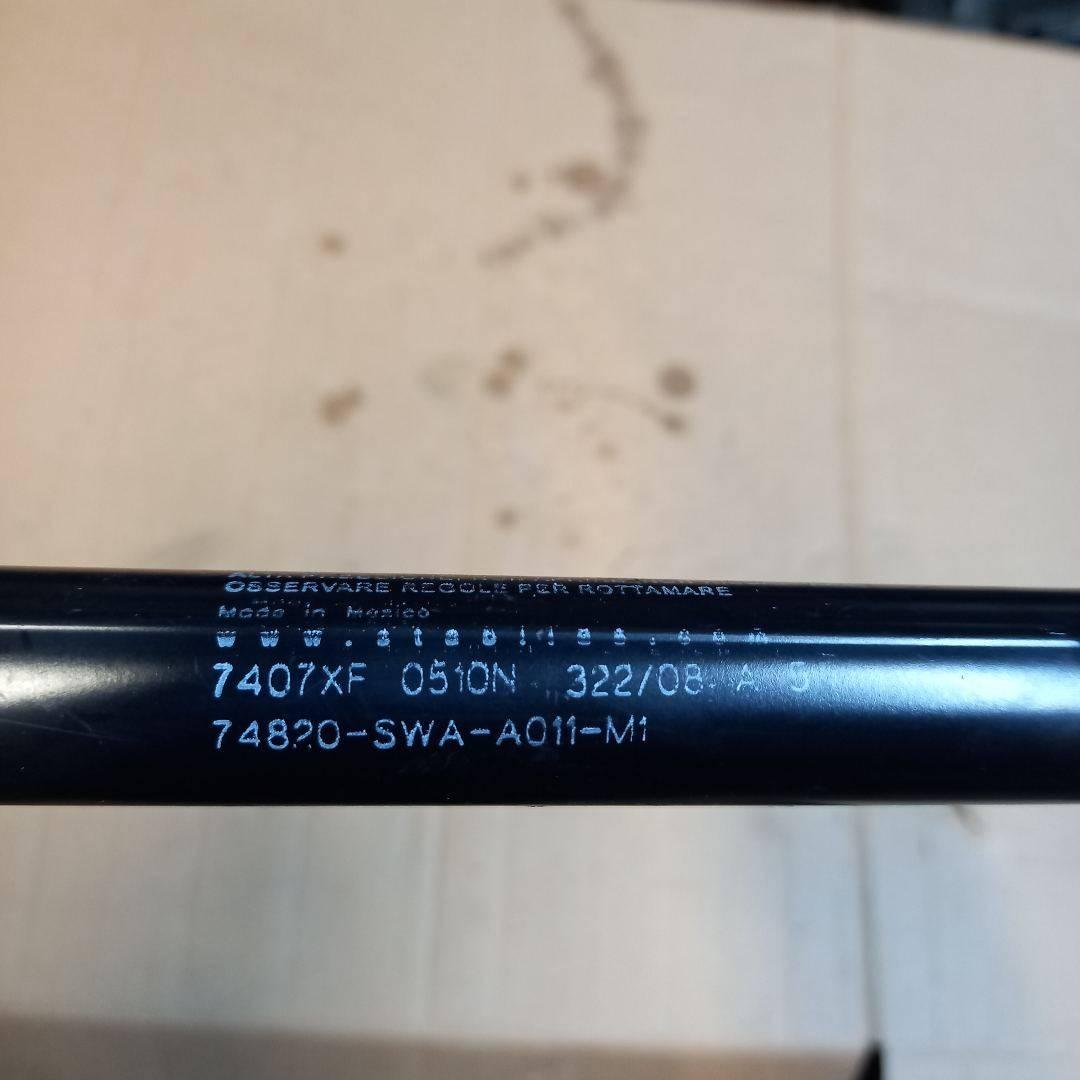 OSSERVARE REGOLE PER ROTTAMARE
Made in Mexico
www.stabilus.com
7407XF 0510N 322/08 A 5
74820-SWA-A011-M1